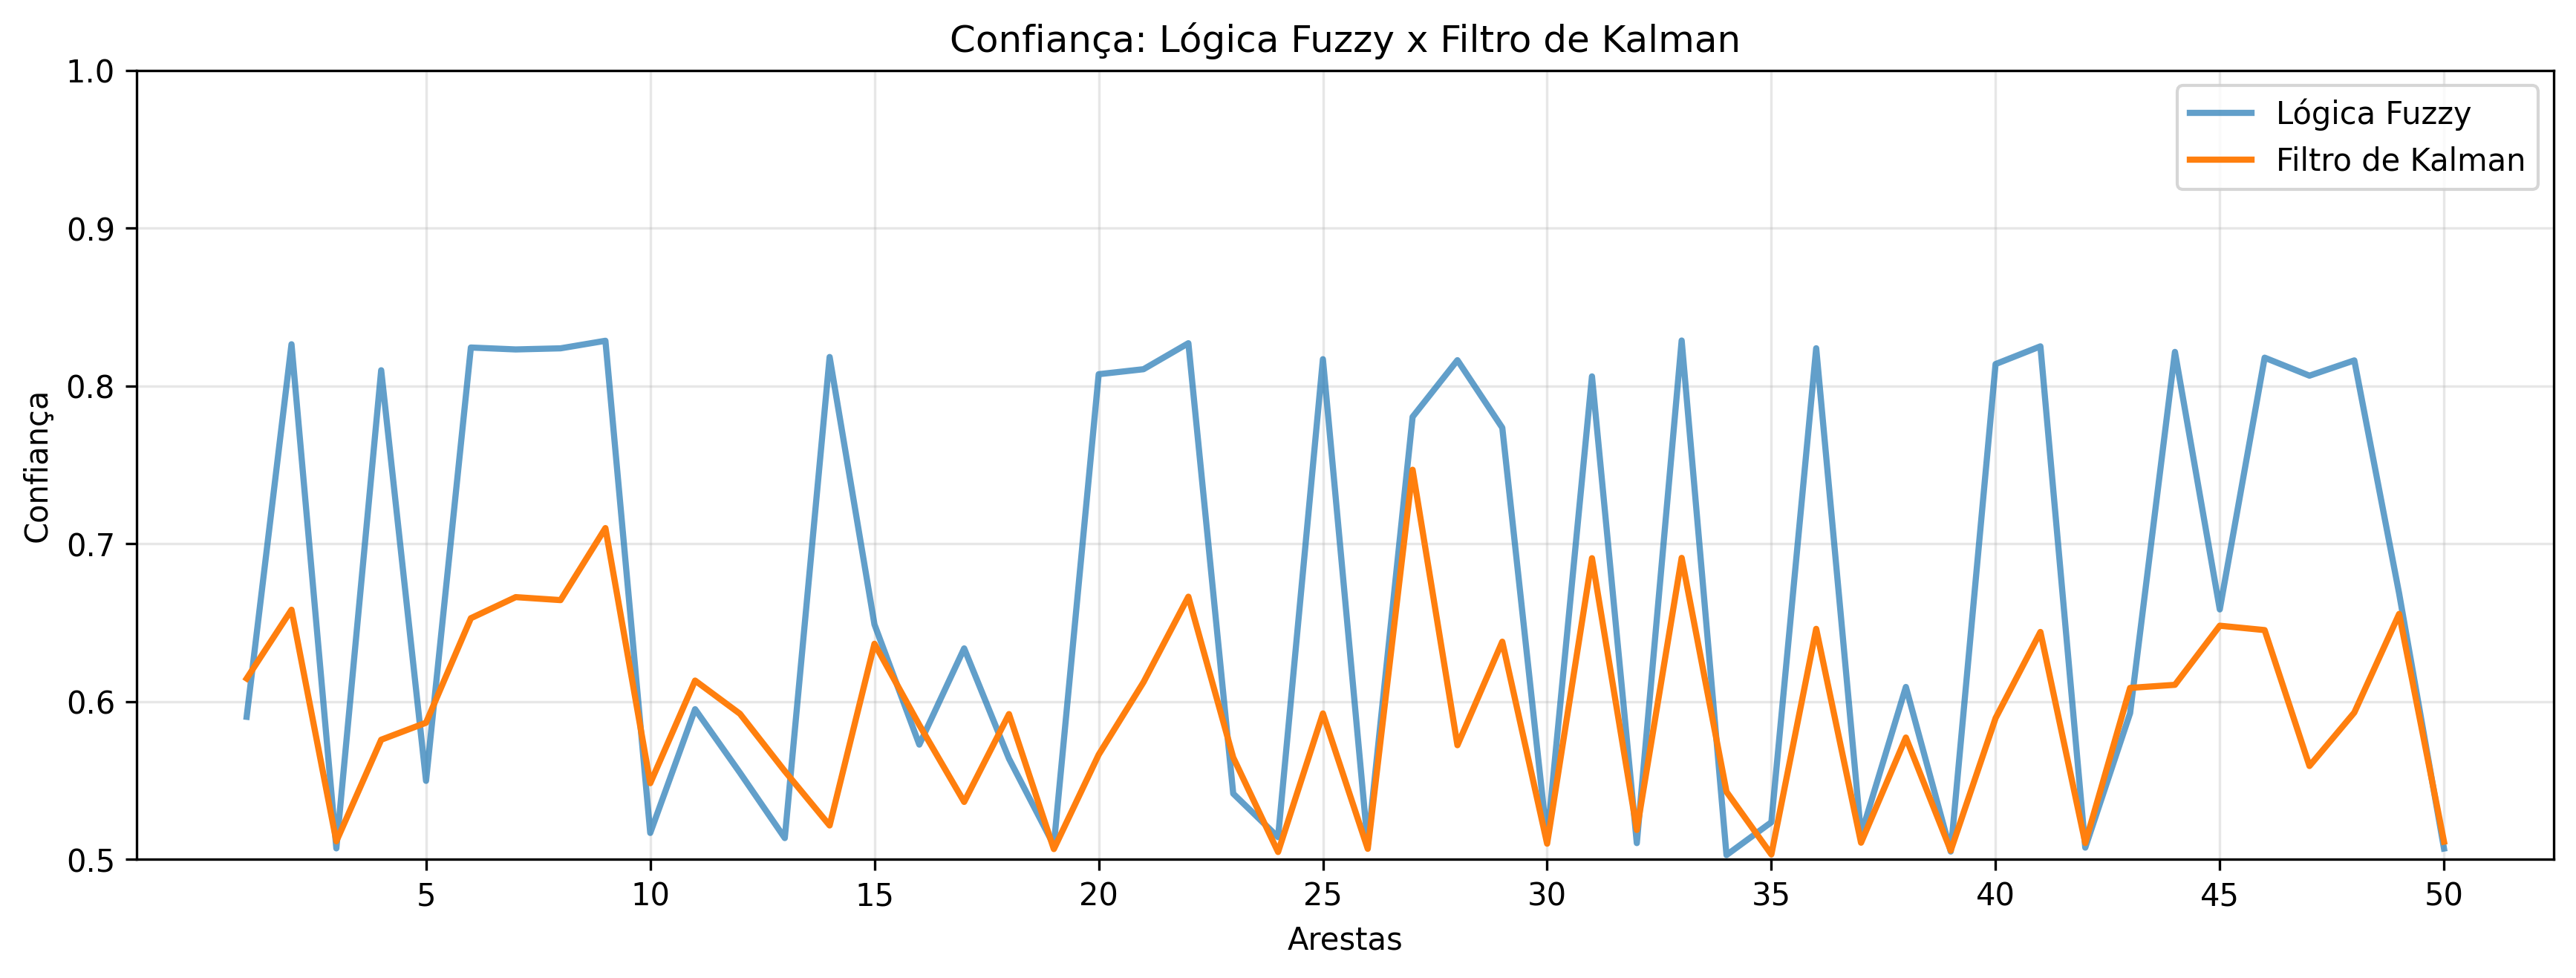 Confiança: Lógica Fuzzy x Filtro de Kalman
1.0
0.9
0.8
0.7
0.6
0.5
Confiança
Lógica Fuzzy
Filtro de Kalman
5 10 15 20 25 30 35 40 45 50
Arestas